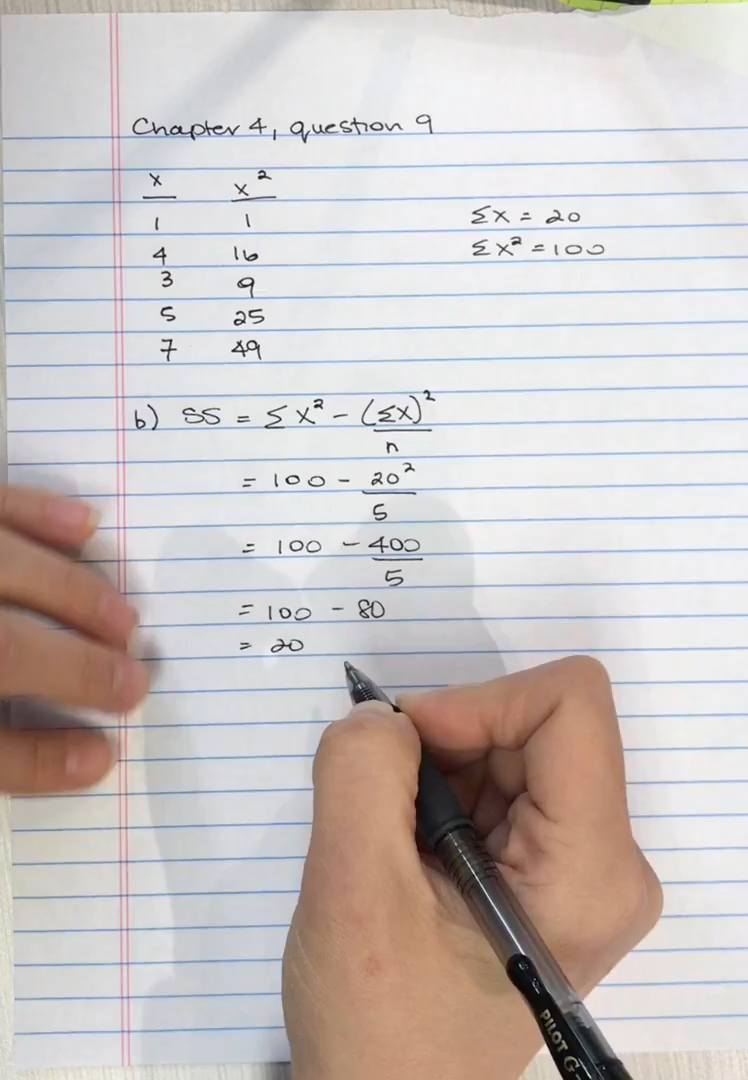 Chapter 4, question 9
x x²
1 1
4 16
3 9
5 25
7 49
Σx = 20
Σx² = 100
b) SS = Σx² - (Σx)²
n
= 100 - 20²
5
= 100 - 400
5
= 100 - 80
= 20
PILOT G-